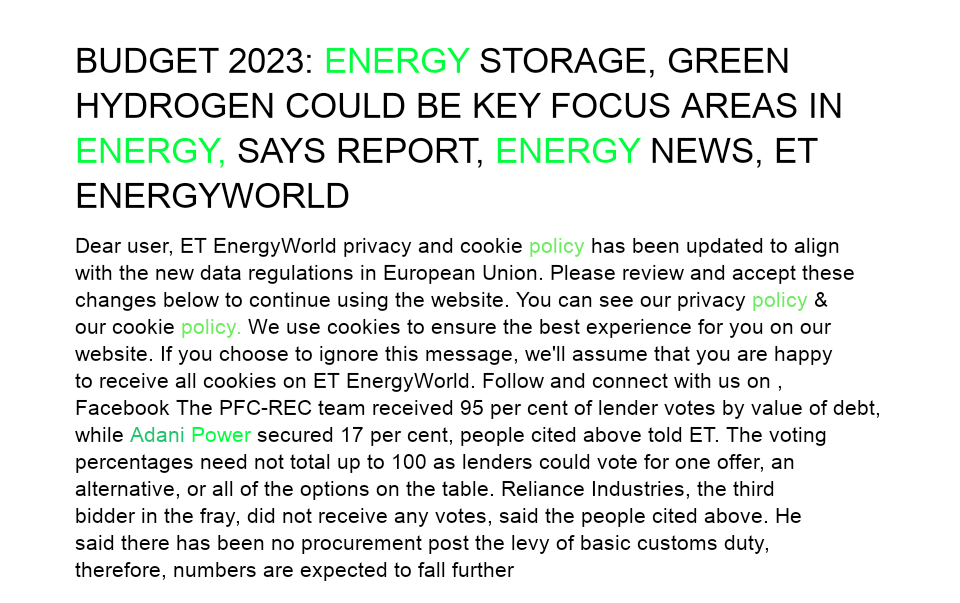 BUDGET 2023: ENERGY STORAGE, GREEN
HYDROGEN COULD BE KEY FOCUS AREAS IN
ENERGY, SAYS REPORT, ENERGY NEWS, ET
ENERGYWORLD
Dear user, ET EnergyWorld privacy and cookie policy has been updated to align
with the new data regulations in European Union. Please review and accept these
changes below to continue using the website. You can see our privacy policy &
our cookie policy. We use cookies to ensure the best experience for you on our
website. If you choose to ignore this message, we'll assume that you are happy
to receive all cookies on ET EnergyWorld. Follow and connect with us on ,
Facebook The PFC-REC team received 95 per cent of lender votes by value of debt,
while Adani Power secured 17 per cent, people cited above told ET. The voting
percentages need not total up to 100 as lenders could vote for one offer, an
alternative, or all of the options on the table. Reliance Industries, the third
bidder in the fray, did not receive any votes, said the people cited above. He
said there has been no procurement post the levy of basic customs duty,
therefore, numbers are expected to fall further